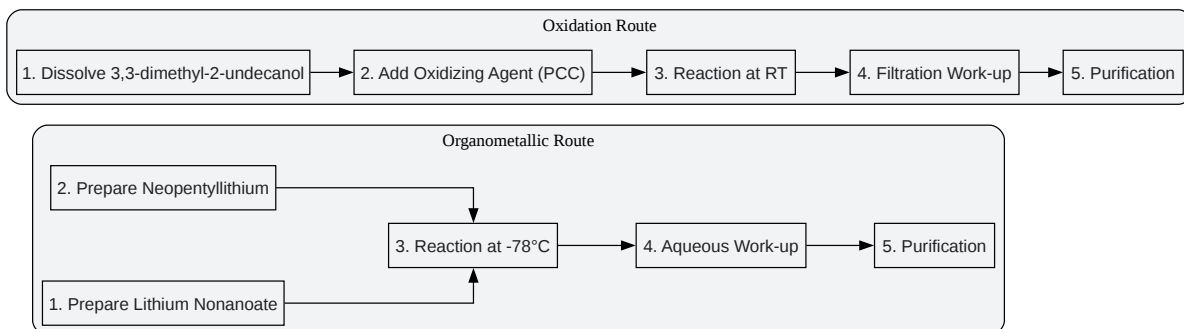 Oxidation Route
1. Dissolve 3,3-dimethyl-2-undecanol
2. Add Oxidizing Agent (PCC)
3. Reaction at RT
4. Filtration Work-up
5. Purification
Organometallic Route
2. Prepare Neopentyllithium
3. Reaction at -78°C
4. Aqueous Work-up
5. Purification
1. Prepare Lithium Nonanoate